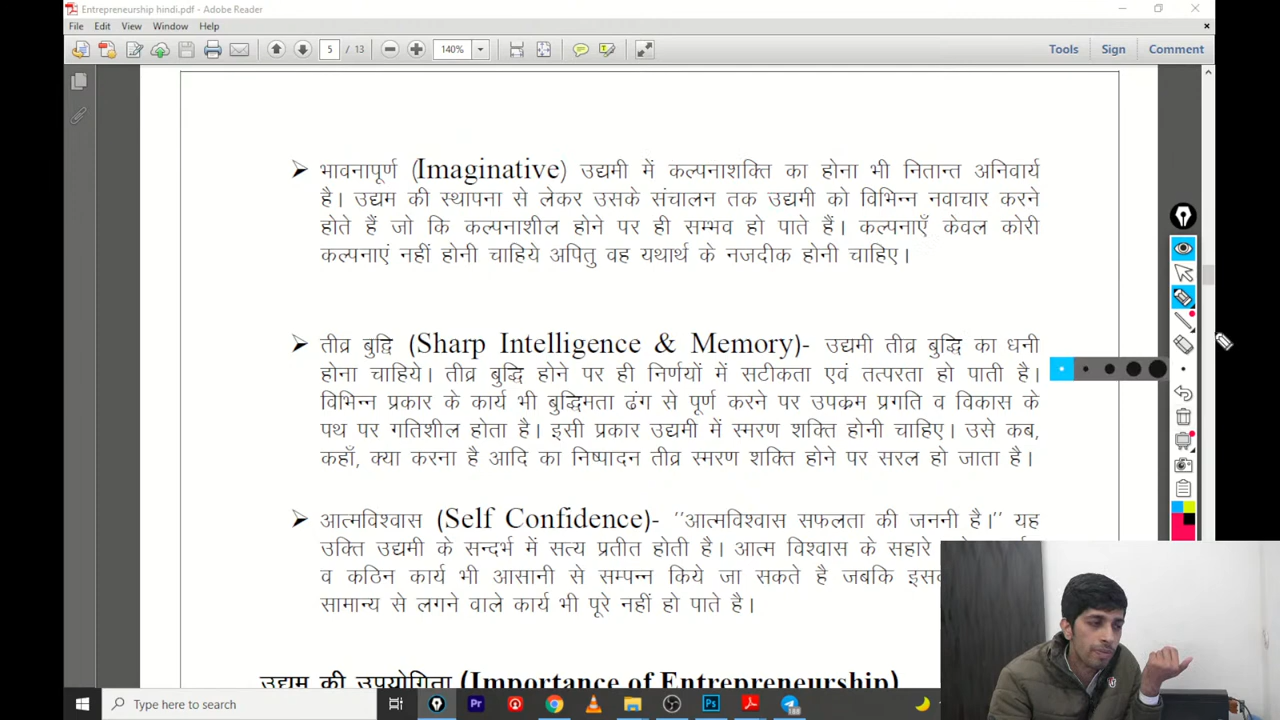 Entrepreneurship hindi.pdf - Adobe Reader
File Edit View Window Help
5 / 13 140% Tools Sign Comment
➢ भावनापूर्ण (Imaginative) उद्यमी में कल्पनाशक्ति का होना भी नितान्त अनिवार्य
है। उद्यम की स्थापना से लेकर उसके संचालन तक उद्यमी को विभिन्न नवाचार करने
होते हैं जो कि कल्पनाशील होने पर ही सम्भव हो पाते हैं। कल्पनाएँ केवल कोरी
कल्पनाएं नहीं होनी चाहिये अपितु वह यथार्थ के नजदीक होनी चाहिए।
➢ तीव्र बुद्वि (Sharp Intelligence & Memory)- उद्यमी तीव्र बुद्धि का धनी
होना चाहिये। तीव्र बुद्धि होने पर ही निर्णयों में सटीकता एवं तत्परता हो पाती है।
विभिन्न प्रकार के कार्य भी बुद्धिमता ढंग से पूर्ण करने पर उपक्रम प्रगति व विकास के
पथ पर गतिशील होता है। इसी प्रकार उद्यमी में स्मरण शक्ति होनी चाहिए। उसे कब,
कहाँ, क्या करना है आदि का निष्पादन तीव्र स्मरण शक्ति होने पर सरल हो जाता है।
➢ आत्मविश्वास (Self Confidence)- ''आत्मविश्वास सफलता की जननी है।'' यह
उक्ति उद्यमी के सन्दर्भ में सत्य प्रतीत होती है। आत्म विश्वास के सहारे
व कठिन कार्य भी आसानी से सम्पन्न किये जा सकते है जबकि
सामान्य से लगने वाले कार्य भी पूरे नहीं हो पाते है।
उद्यम की उपयोगिता (Importance of Entrepreneurship)
Type here to search